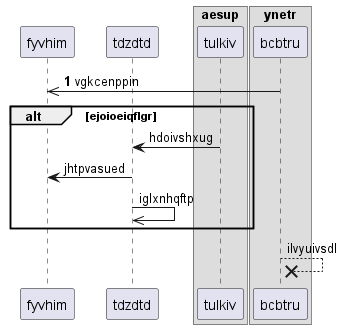 aesup ynetr
fyvhim tdzdtd tulkiv bcbtru
1 vgkcenppin
alt [ejoioeiqflgr]
hdoivshxug
jhtpvasued
iglxnhqftp
ilvyuivsdl
fyvhim tdzdtd tulkiv bcbtru